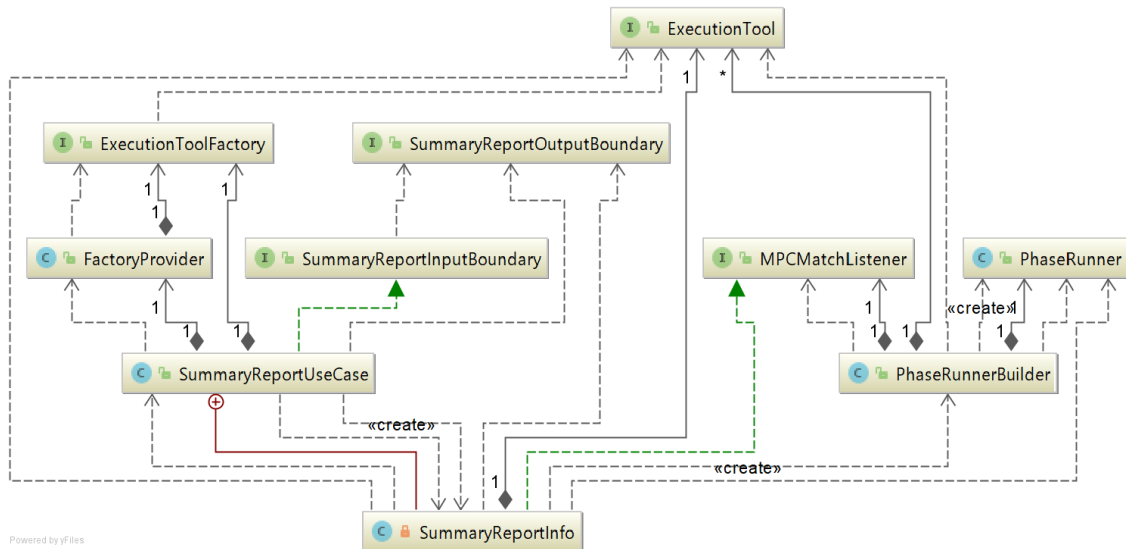 I ExecutionTool
1 *
I ExecutionToolFactory
I SummaryReportOutputBoundary
1 1
1
C FactoryProvider
I SummaryReportInputBoundary
I MPCMatchListener
C PhaseRunner
1 1 «create» 1
1 1 1 1 1
C SummaryReportUseCase
C PhaseRunnerBuilder
«create»
«create»
1
C SummaryReportInfo
Powered by yFiles